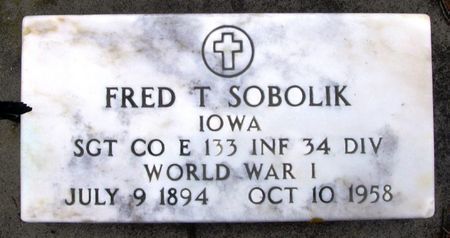 FRED T SOBOLIK
IOWA
SGT CO E 133 INF 34 DIV
WORLD WAR I
JULY 9 1894 OCT 10 1958